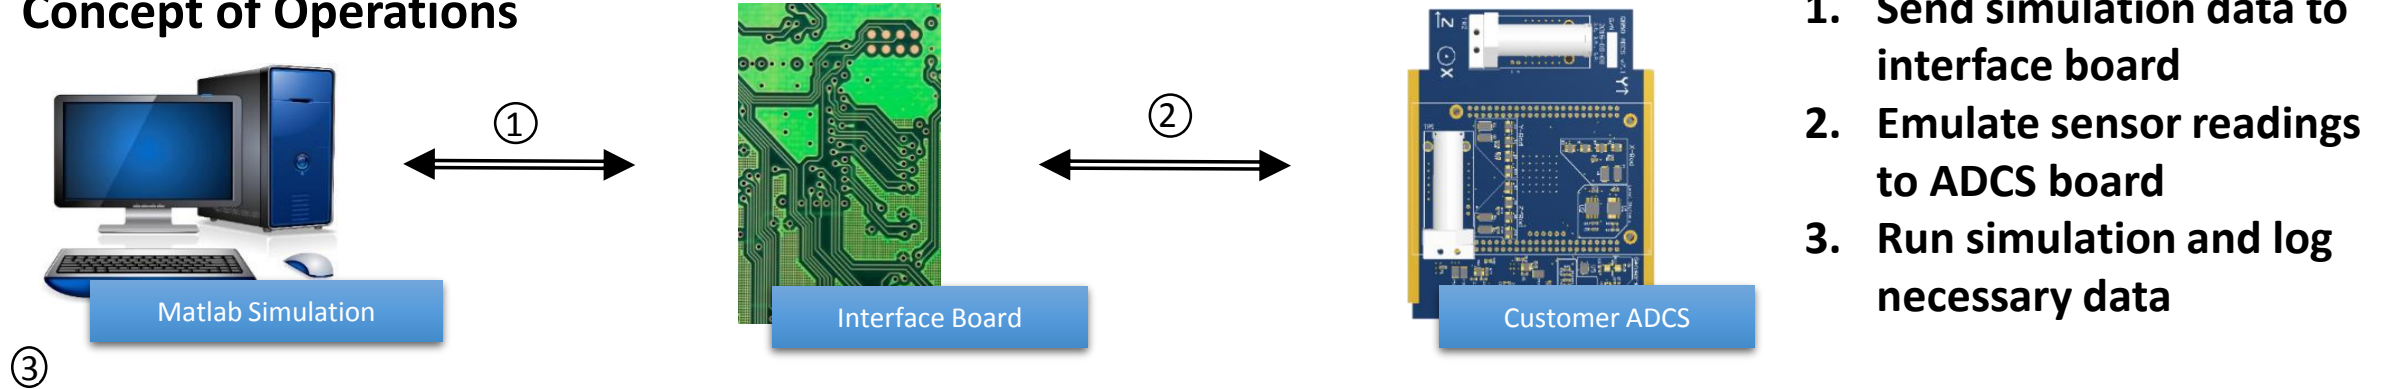 Concept of Operations
①
②
Matlab Simulation
Interface Board
Customer ADCS
③
1. Send simulation data to
interface board
2. Emulate sensor readings
to ADCS board
3. Run simulation and log
necessary data
Z
X
Y↑